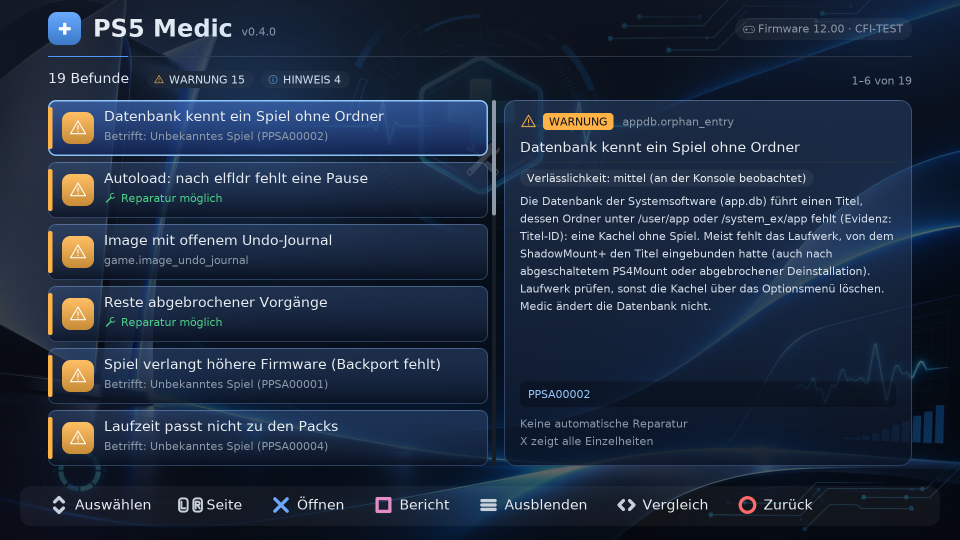 PS5 Medic v0.4.0
Firmware 12.00 · CFI-TEST
19 Befunde
WARNUNG 15
HINWEIS 4
1–6 von 19
Datenbank kennt ein Spiel ohne Ordner
Betrifft: Unbekanntes Spiel (PPSA00002)
Autoload: nach elfldr fehlt eine Pause
Reparatur möglich
Image mit offenem Undo-Journal
game.image_undo_journal
Reste abgebrochener Vorgänge
Reparatur möglich
Spiel verlangt höhere Firmware (Backport fehlt)
Betrifft: Unbekanntes Spiel (PPSA00001)
Laufzeit passt nicht zu den Packs
Betrifft: Unbekanntes Spiel (PPSA00004)
WARNUNG appdb.orphan_entry
Datenbank kennt ein Spiel ohne Ordner
Verlässlichkeit: mittel (an der Konsole beobachtet)
Die Datenbank der Systemsoftware (app.db) führt einen Titel,
dessen Ordner unter /user/app oder /system_ex/app fehlt (Evidenz:
Titel-ID): eine Kachel ohne Spiel. Meist fehlt das Laufwerk, von dem
ShadowMount+ den Titel eingebunden hatte (auch nach
abgeschaltetem PS4Mount oder abgebrochener Deinstallation).
Laufwerk prüfen, sonst die Kachel über das Optionsmenü löschen.
Medic ändert die Datenbank nicht.
PPSA00002
Keine automatische Reparatur
X zeigt alle Einzelheiten
Auswählen
L R Seite
Öffnen
Bericht
Ausblenden
Vergleich
Zurück